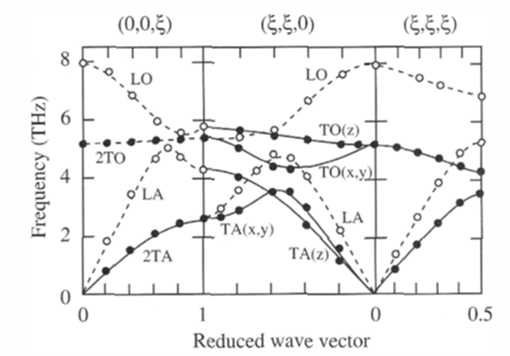 (0,0,ξ) (ξ,ξ,0) (ξ,ξ,ξ)
8
LO LO
6
TO(z)
2TO
TO(x,y)
4
LA LA
TA(x,y)
2
2TA TA(z)
0
Frequency (THz)
0 1 0 0.5
Reduced wave vector